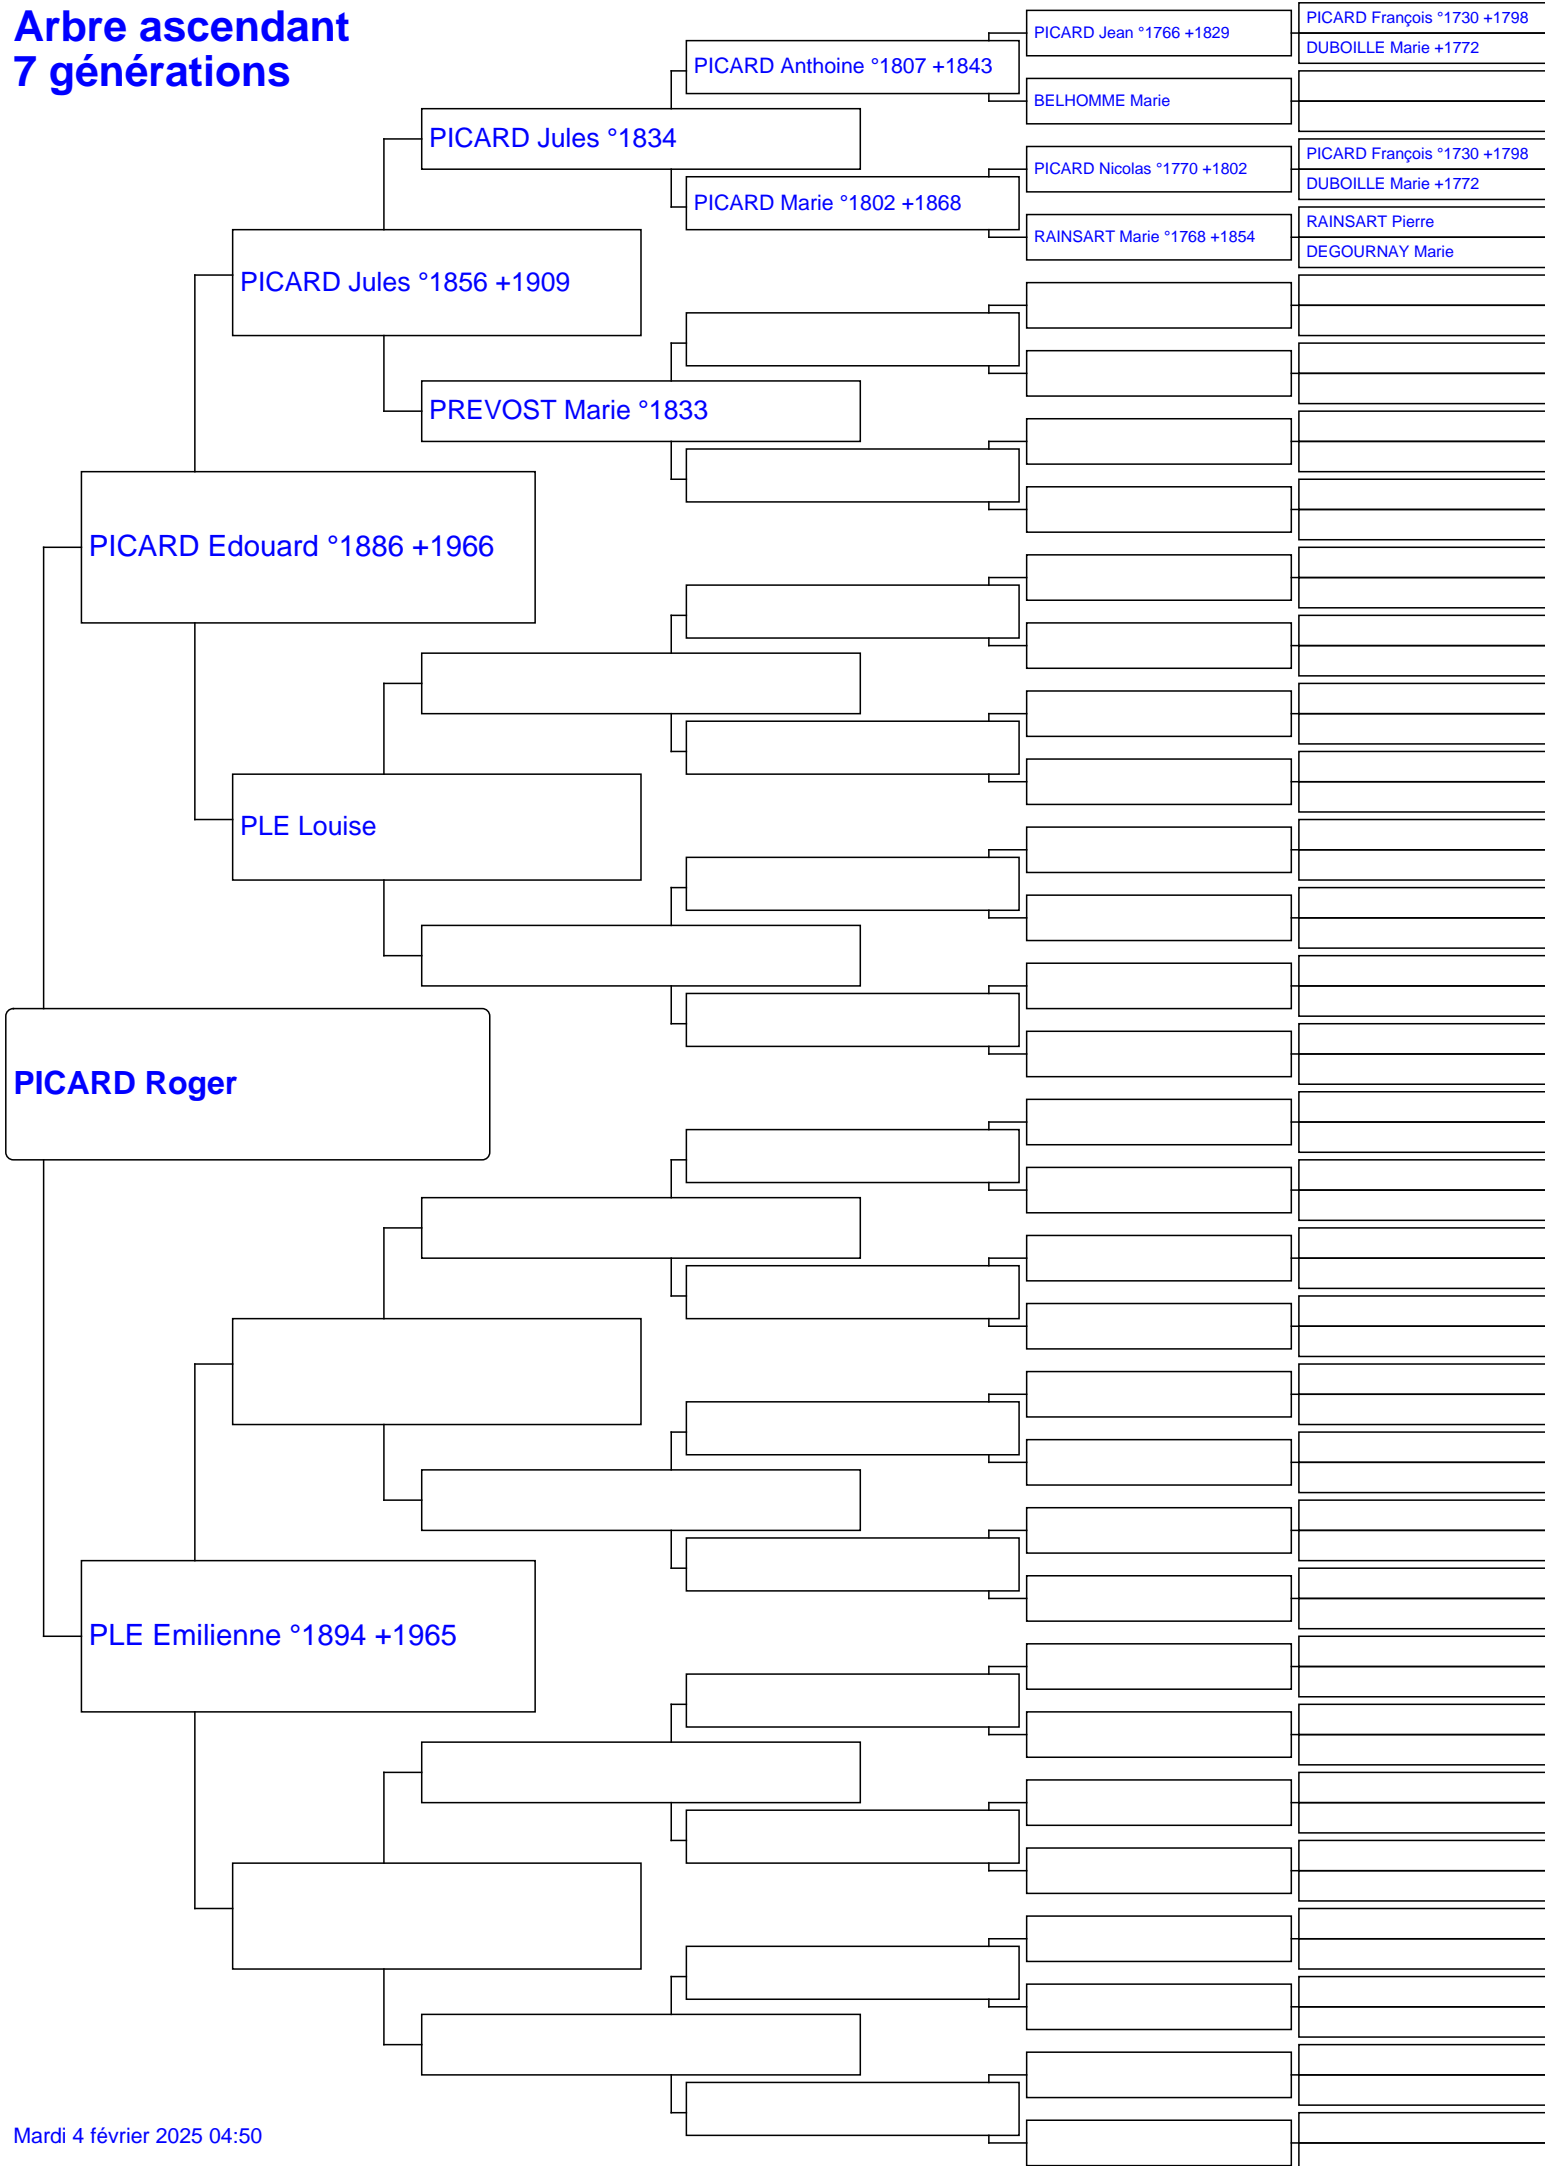 Arbre ascendant
7 générations
PICARD Jean °1766 +1829
PICARD François °1730 +1798
DUBOILLE Marie +1772
PICARD Anthoine °1807 +1843
BELHOMME Marie
PICARD Jules °1834
PICARD Nicolas °1770 +1802
PICARD François °1730 +1798
DUBOILLE Marie +1772
PICARD Marie °1802 +1868
RAINSART Marie °1768 +1854
RAINSART Pierre
DEGOURNAY Marie
PICARD Jules °1856 +1909
PREVOST Marie °1833
PICARD Edouard °1886 +1966
PLE Louise
PICARD Roger
PLE Emilienne °1894 +1965
Mardi 4 février 2025 04:50